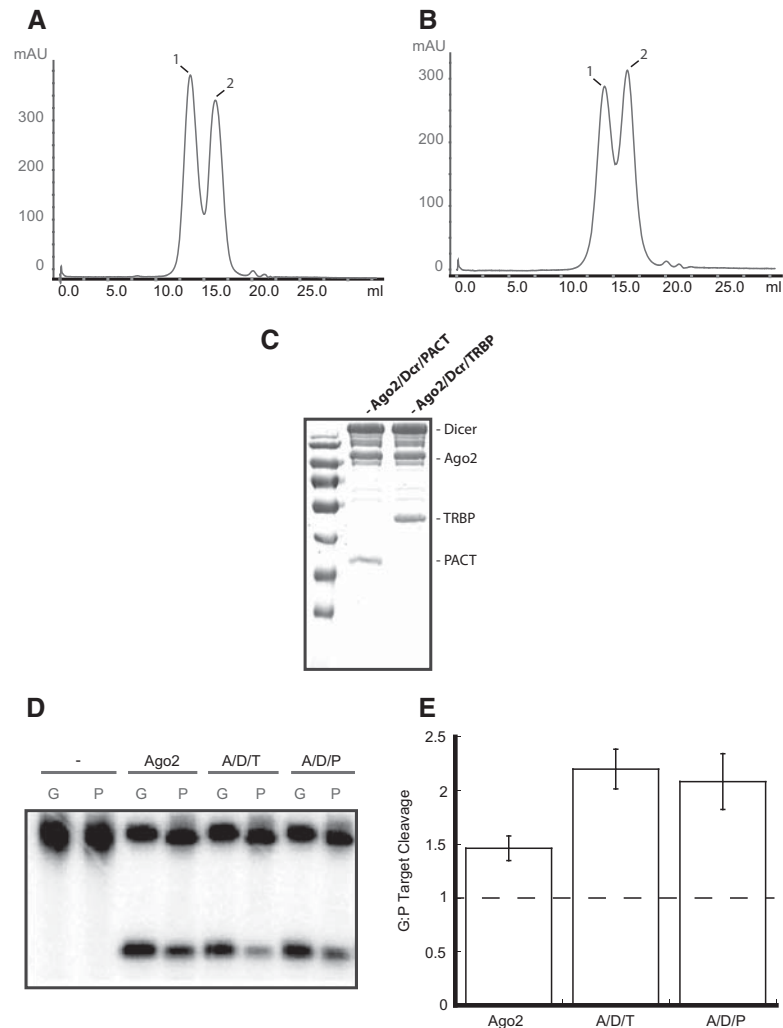 A
mAU
1
2
300
200
100
0
0.0 5.0 10.0 15.0 20.0 25.0 ml
B
mAU
1
2
300
200
100
0
0.0 5.0 10.0 15.0 20.0 25.0 ml
C
- Ago2/Dcr/PACT
- Ago2/Dcr/TRBP
- Dicer
- Ago2
- TRBP
- PACT
D
- Ago2 A/D/T A/D/P
G P G P G P G P
E
G:P Target Cleavage
2.5
2
1.5
1
0.5
0
Ago2 A/D/T A/D/P